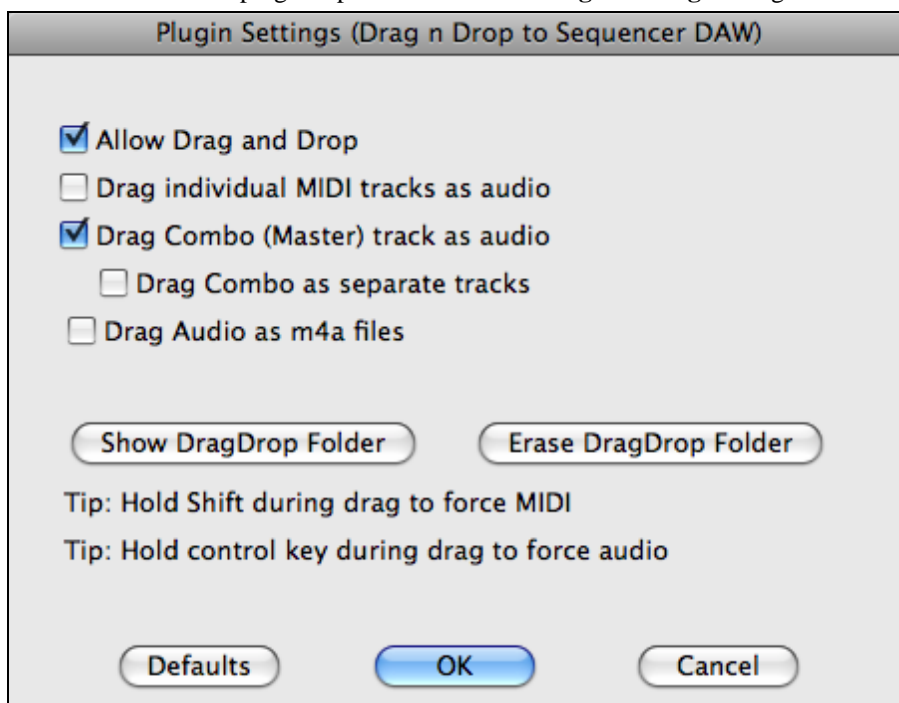 Plugin Settings (Drag n Drop to Sequencer DAW)
Allow Drag and Drop
Drag individual MIDI tracks as audio
Drag Combo (Master) track as audio
Drag Combo as separate tracks
Drag Audio as m4a files
Show DragDrop Folder Erase DragDrop Folder
Tip: Hold Shift during drag to force MIDI
Tip: Hold control key during drag to force audio
Defaults OK Cancel